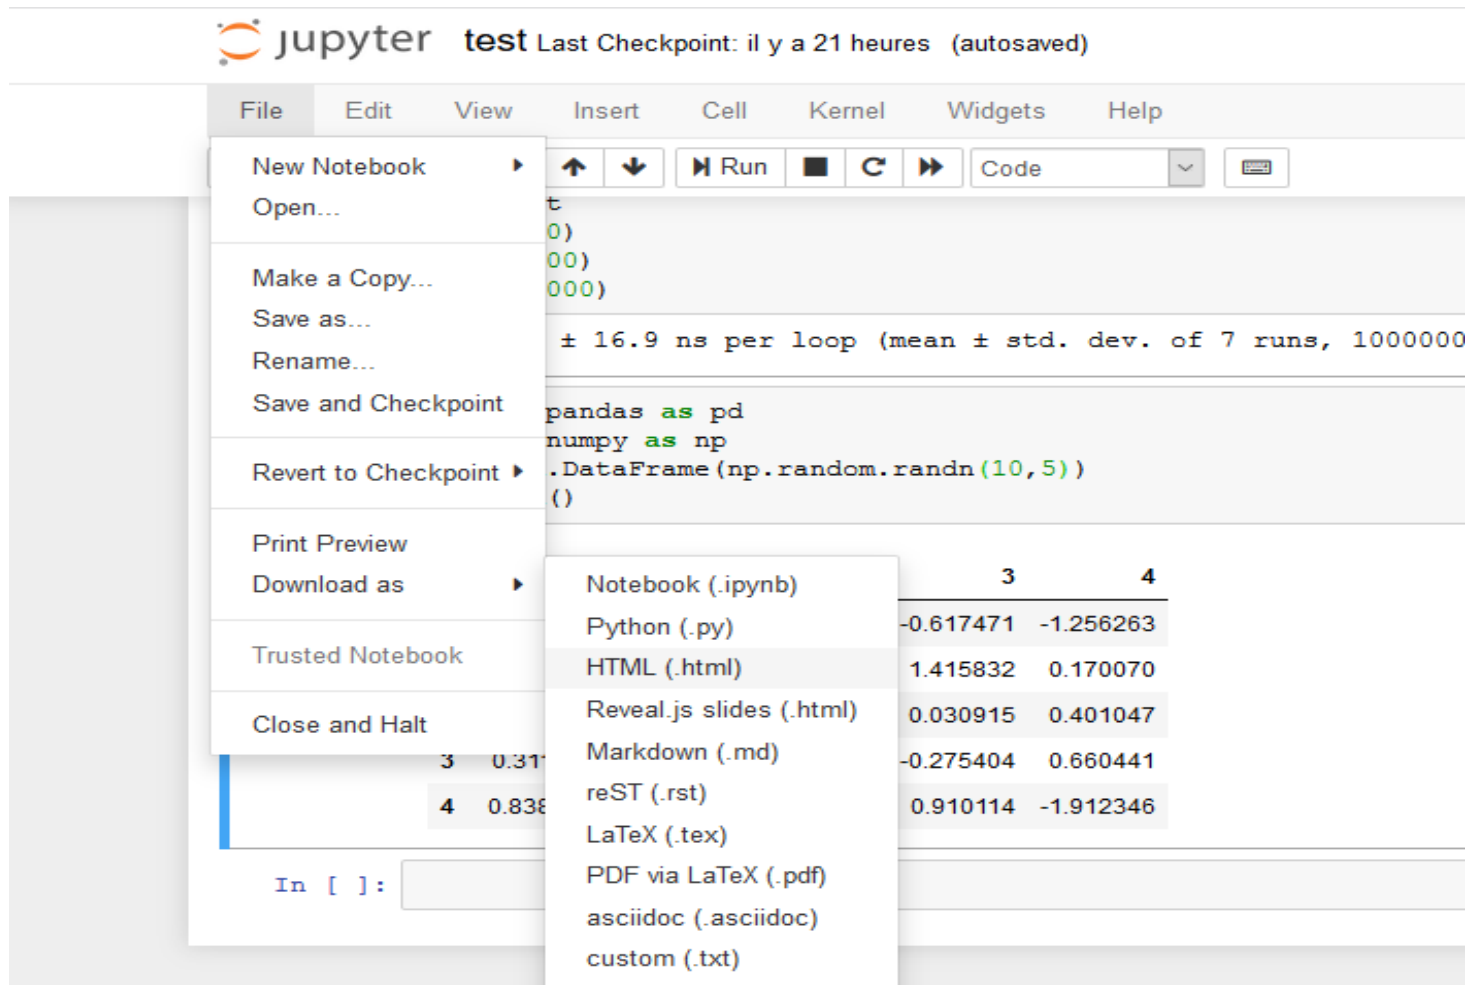 jupyter test Last Checkpoint: il y a 21 heures (autosaved)
File Edit View Insert Cell Kernel Widgets Help
Run Code
New Notebook
Open...
Make a Copy...
Save as...
Rename...
Save and Checkpoint
Revert to Checkpoint
Print Preview
Download as
Trusted Notebook
Close and Halt
t
0)
00)
000)
± 16.9 ns per loop (mean ± std. dev. of 7 runs, 1000000
pandas as pd
numpy as np
.DataFrame(np.random.randn(10,5))
()
Notebook (.ipynb)
Python (.py)
HTML (.html)
Reveal.js slides (.html)
Markdown (.md)
reST (.rst)
LaTeX (.tex)
PDF via LaTeX (.pdf)
asciidoc (.asciidoc)
custom (.txt)
3 4
-0.617471 -1.256263
1.415832 0.170070
0.030915 0.401047
3 0.31 -0.275404 0.660441
4 0.838 0.910114 -1.912346
In [ ]: